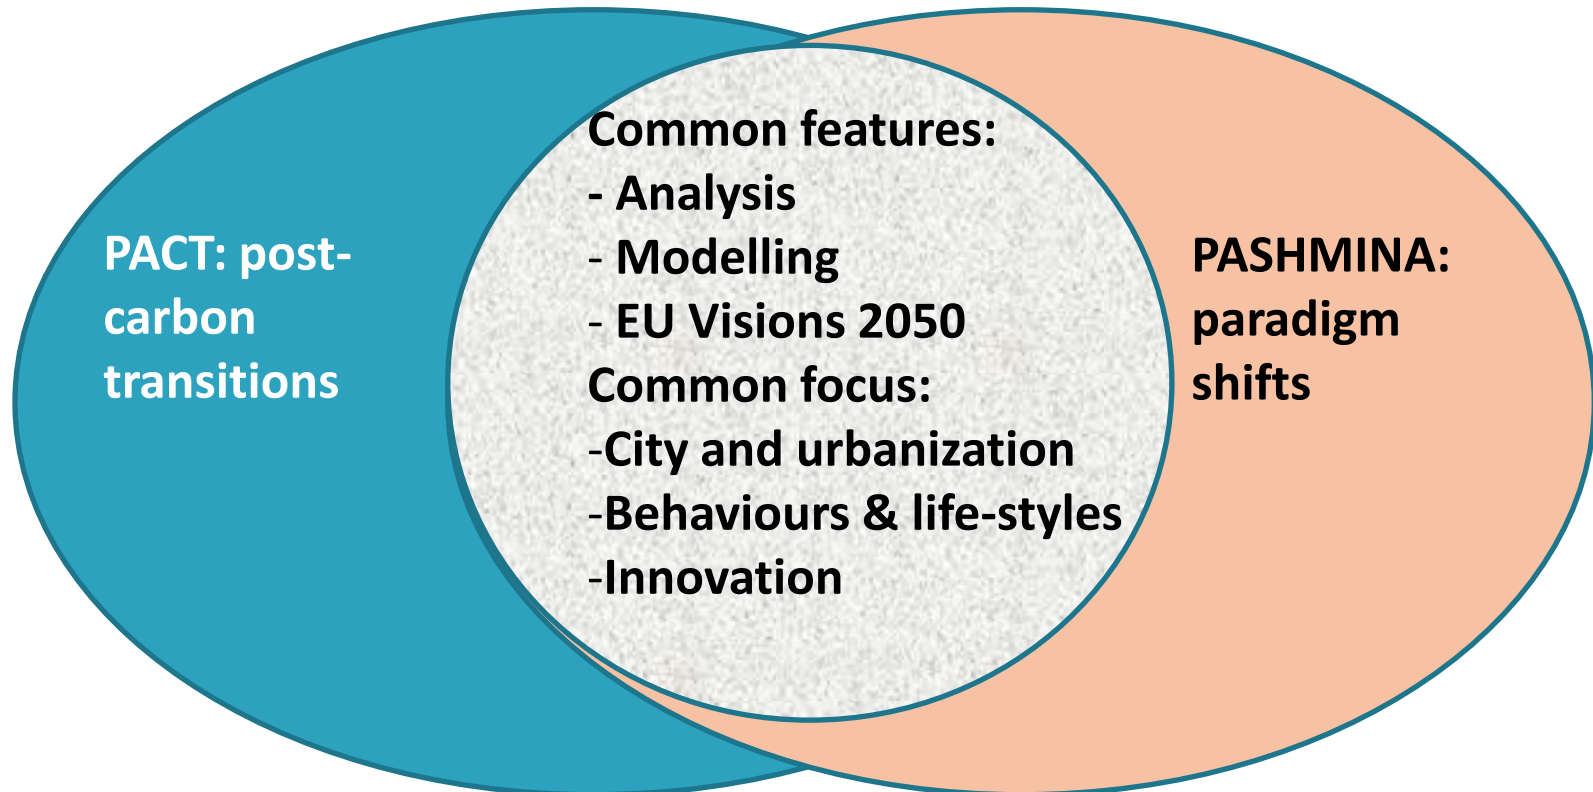 PACT: post-
carbon
transitions
Common features:
- Analysis
- Modelling
- EU Visions 2050
Common focus:
-City and urbanization
-Behaviours & life-styles
-Innovation
PASHMINA:
paradigm
shifts